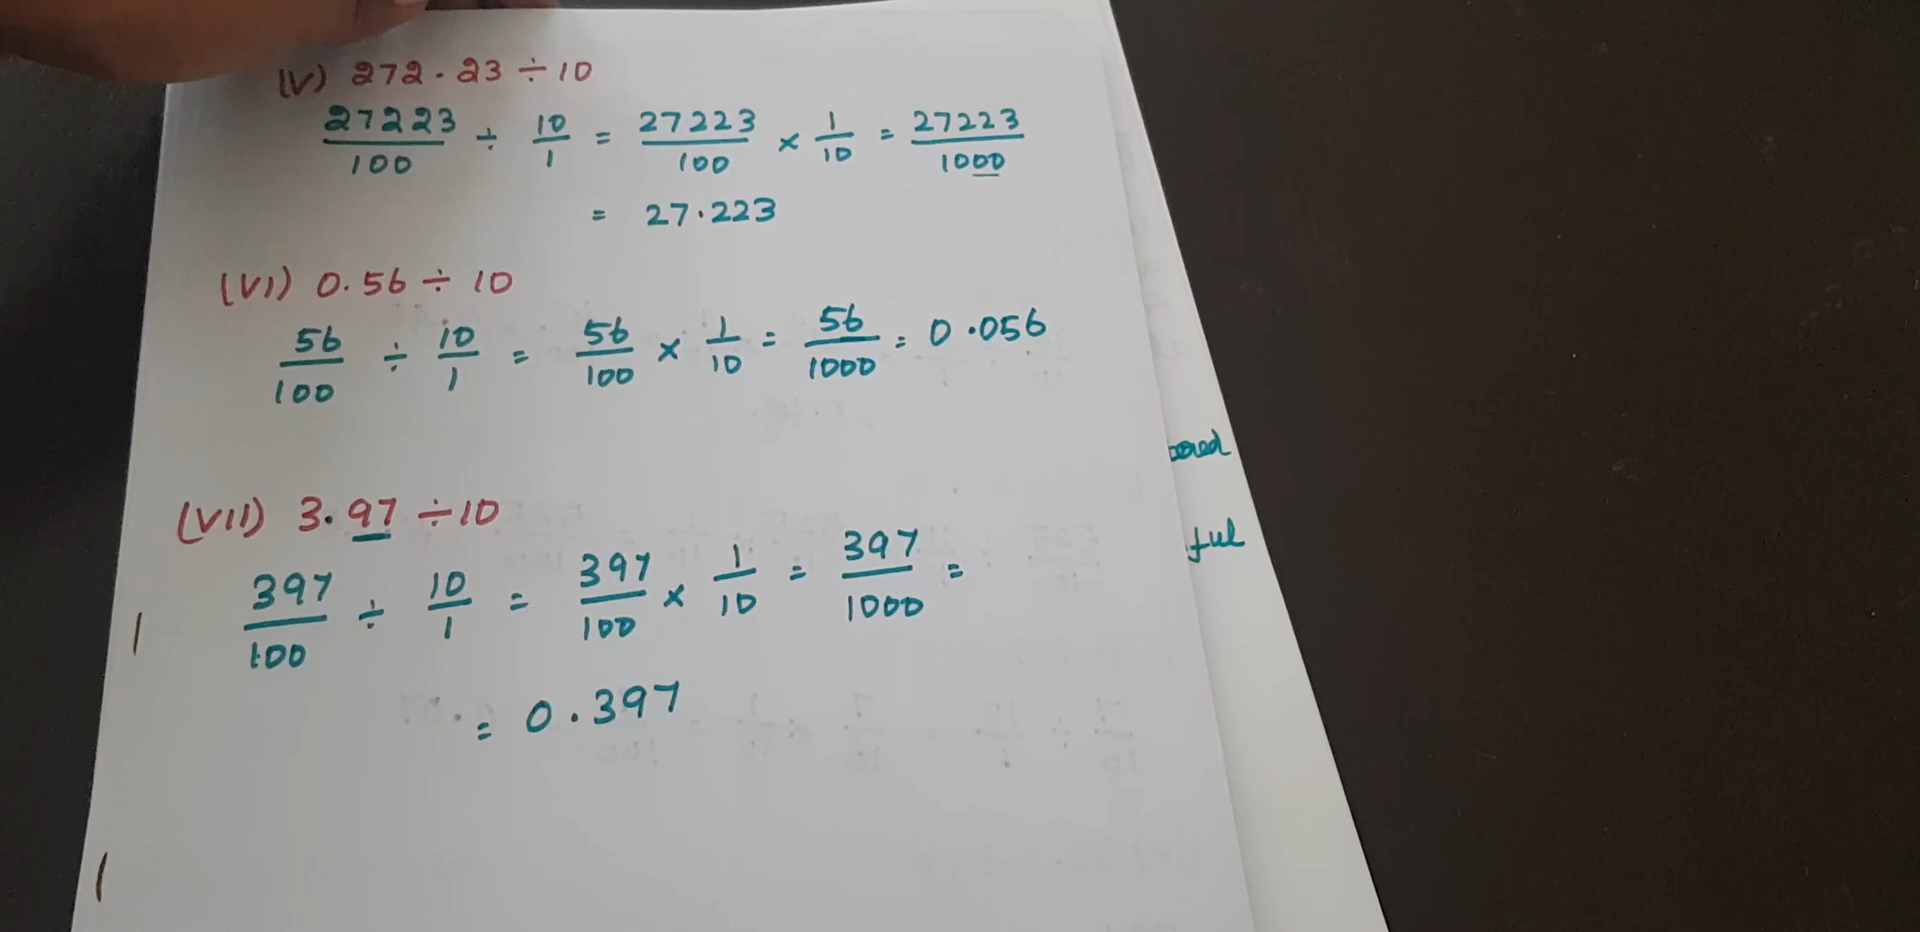 (V) 272.23 ÷ 10
27223/100 ÷ 10/1 = 27223/100 × 1/10 = 27223/1000
= 27.223
(VI) 0.56 ÷ 10
56/100 ÷ 10/1 = 56/100 × 1/10 = 56/1000 = 0.056
(VII) 3.97 ÷ 10
397/100 ÷ 10/1 = 397/100 × 1/10 = 397/1000 =
= 0.397
ful